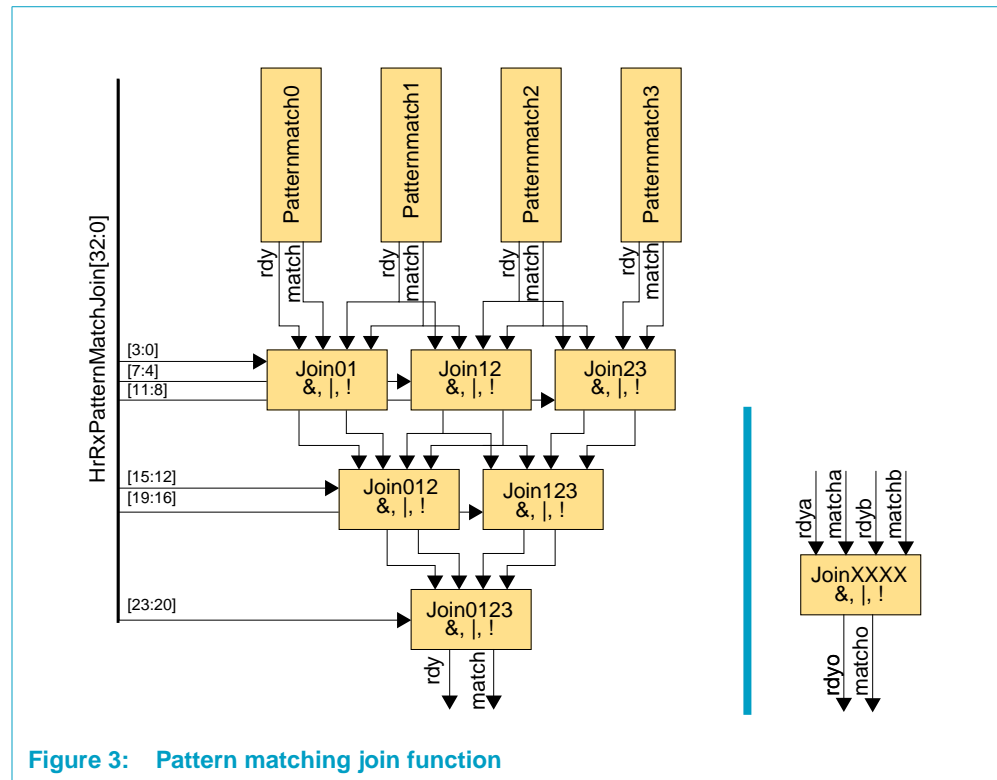 Patternmatch0
Patternmatch1
Patternmatch2
Patternmatch3
rdy
match
rdy
match
rdy
match
rdy
match
HrRxPatternMatchJoin[32:0]
[3:0]
[7:4]
[11:8]
Join01
&, |, !
Join12
&, |, !
Join23
&, |, !
[15:12]
[19:16]
Join012
&, |, !
Join123
&, |, !
[23:20]
Join0123
&, |, !
rdy
match
rdya
matcha
rdyb
matchb
JoinXXXX
&, |, !
rdyo
matcho
Figure 3: Pattern matching join function